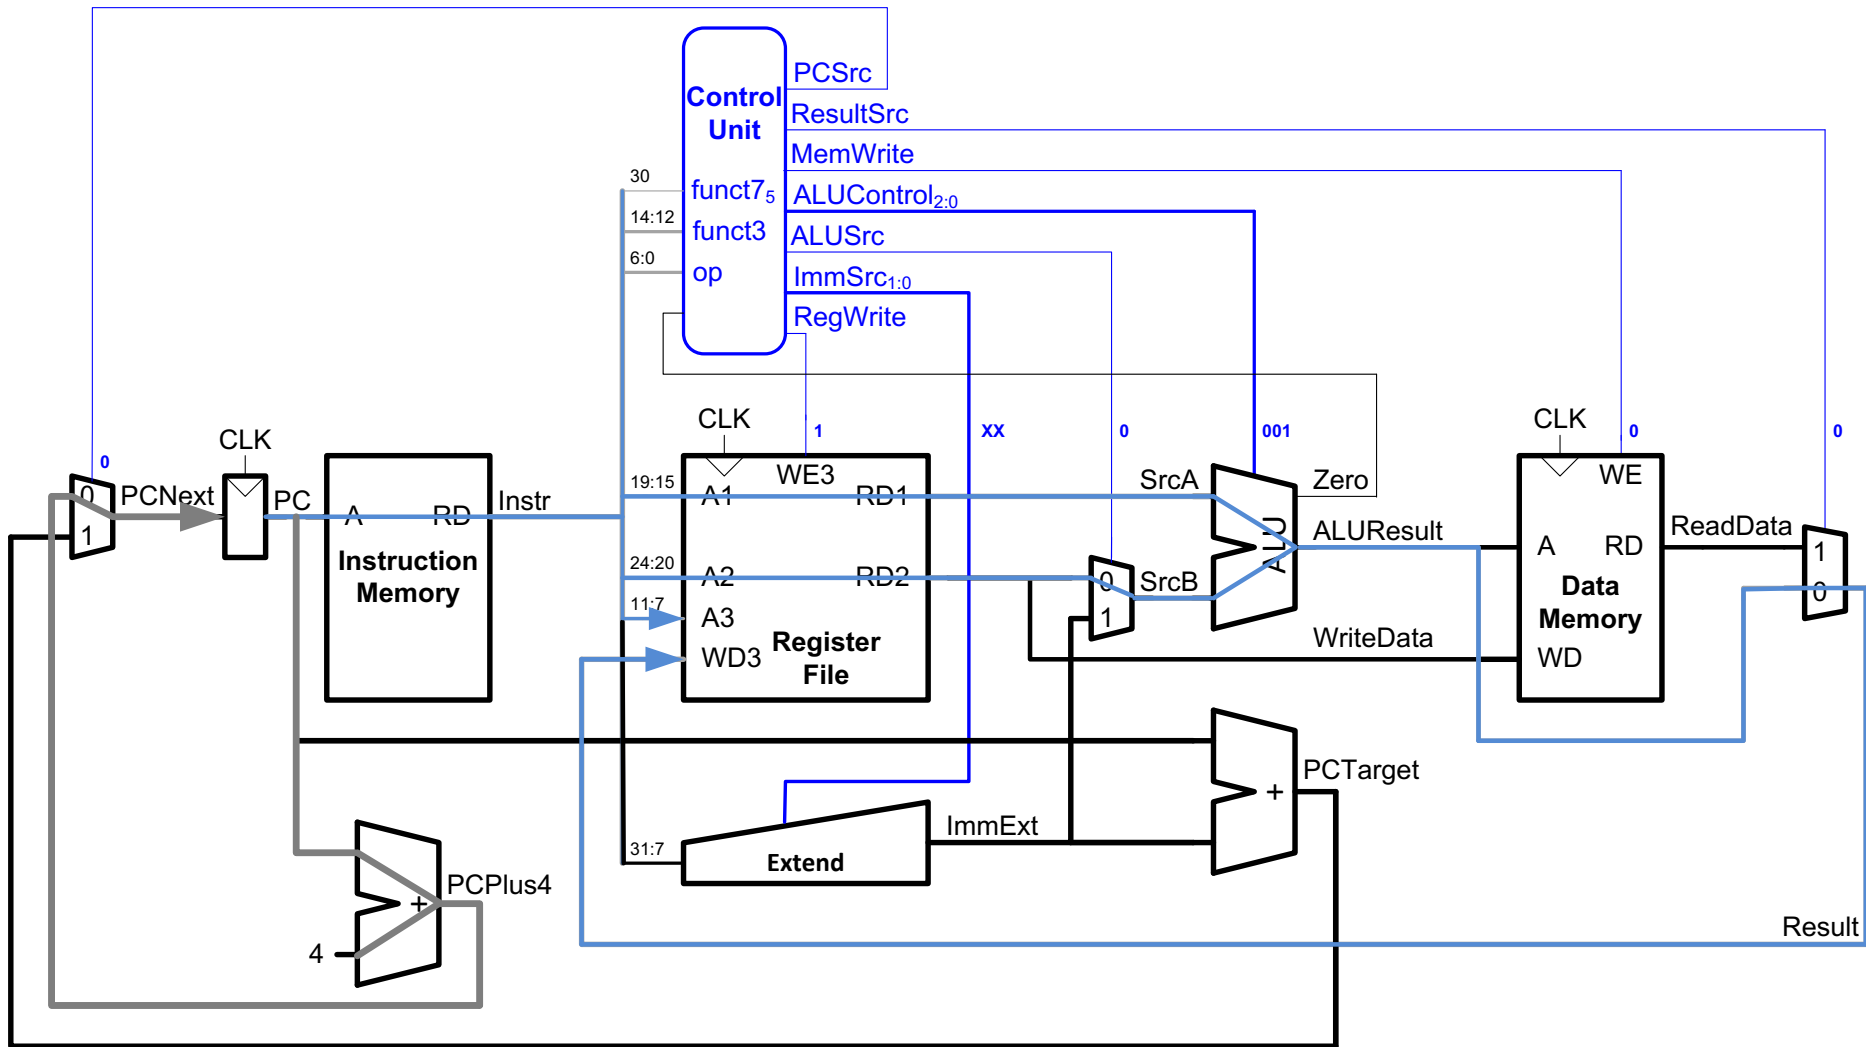 PCSrc
Control
Unit
ResultSrc
MemWrite
30
funct7₅
ALUControl₂:₀
14:12
funct3
ALUSrc
6:0
op
ImmSrc₁:₀
RegWrite
CLK
CLK
CLK
1
XX
0
001
0
0
0
19:15
WE3
SrcA
Zero
WE
0
PCNext
PC
A
RD
Instr
A1
RD1
1
ALU
ALUResult
A
RD
ReadData
1
Instruction
Memory
24:20
A2
RD2
0
SrcB
Data
Memory
0
11:7
A3
1
Register
File
WD3
WriteData
WD
PCTarget
+
ImmExt
31:7
Extend
PCPlus4
+
4
Result